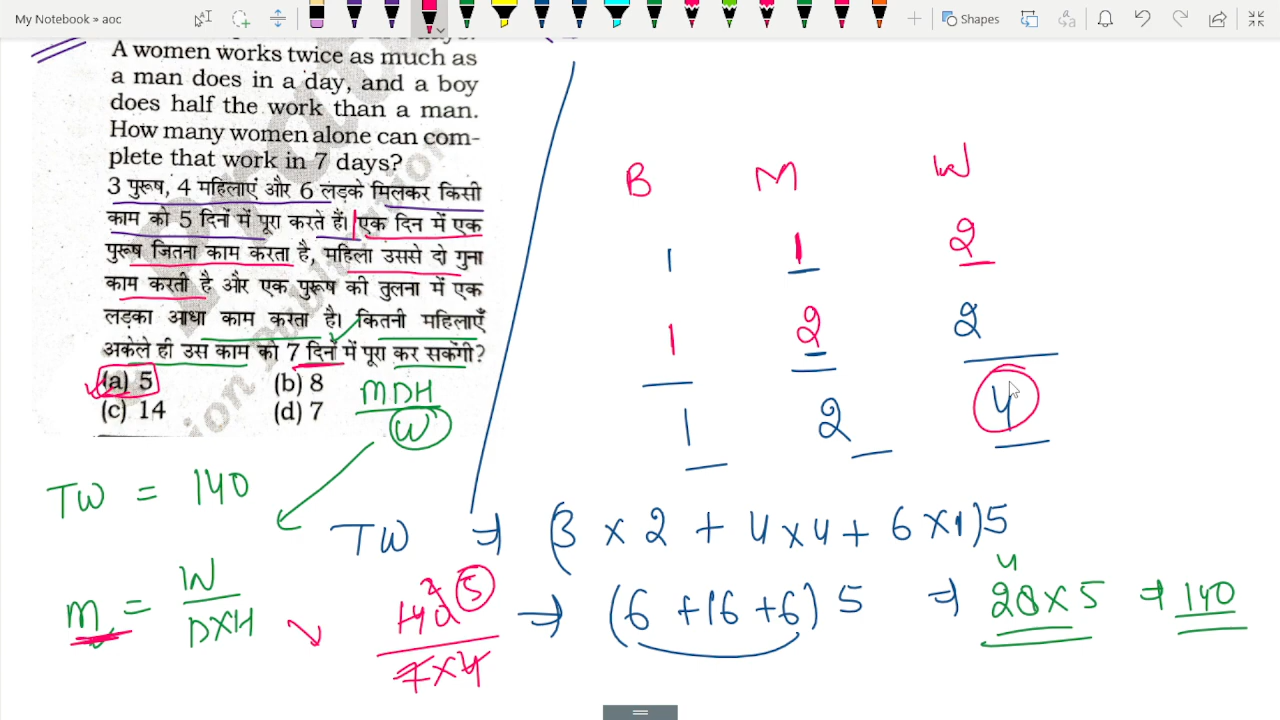 My Notebook » aoc
Shapes
A women works twice as much as
a man does in a day, and a boy
does half the work than a man.
How many women alone can com-
plete that work in 7 days?
3 पुरूष, 4 महिलाएं और 6 लड़के मिलकर किसी
काम को 5 दिनों में पूरा करते हैं। एक दिन में एक
पुरूष जितना काम करता है, महिला उससे दो गुना
काम करती है और एक पुरूष की तुलना में एक
लड़का आधा काम करता है। कितनी महिलाएँ
अकेले ही उस काम को 7 दिनों में पूरा कर सकेंगी?
(a) 5 (b) 8
(c) 14 (d) 7
MDH
W
TW = 140
M = W
DXH
B M W
1 1 2
1 2 2
1 2 4
TW ⇒ (3 × 2 + 4 × 4 + 6 × 1) 5
⇒ (6 + 16 + 6) 5 ⇒ 28 × 5 ⇒ 140
4
140 5
7 × 4